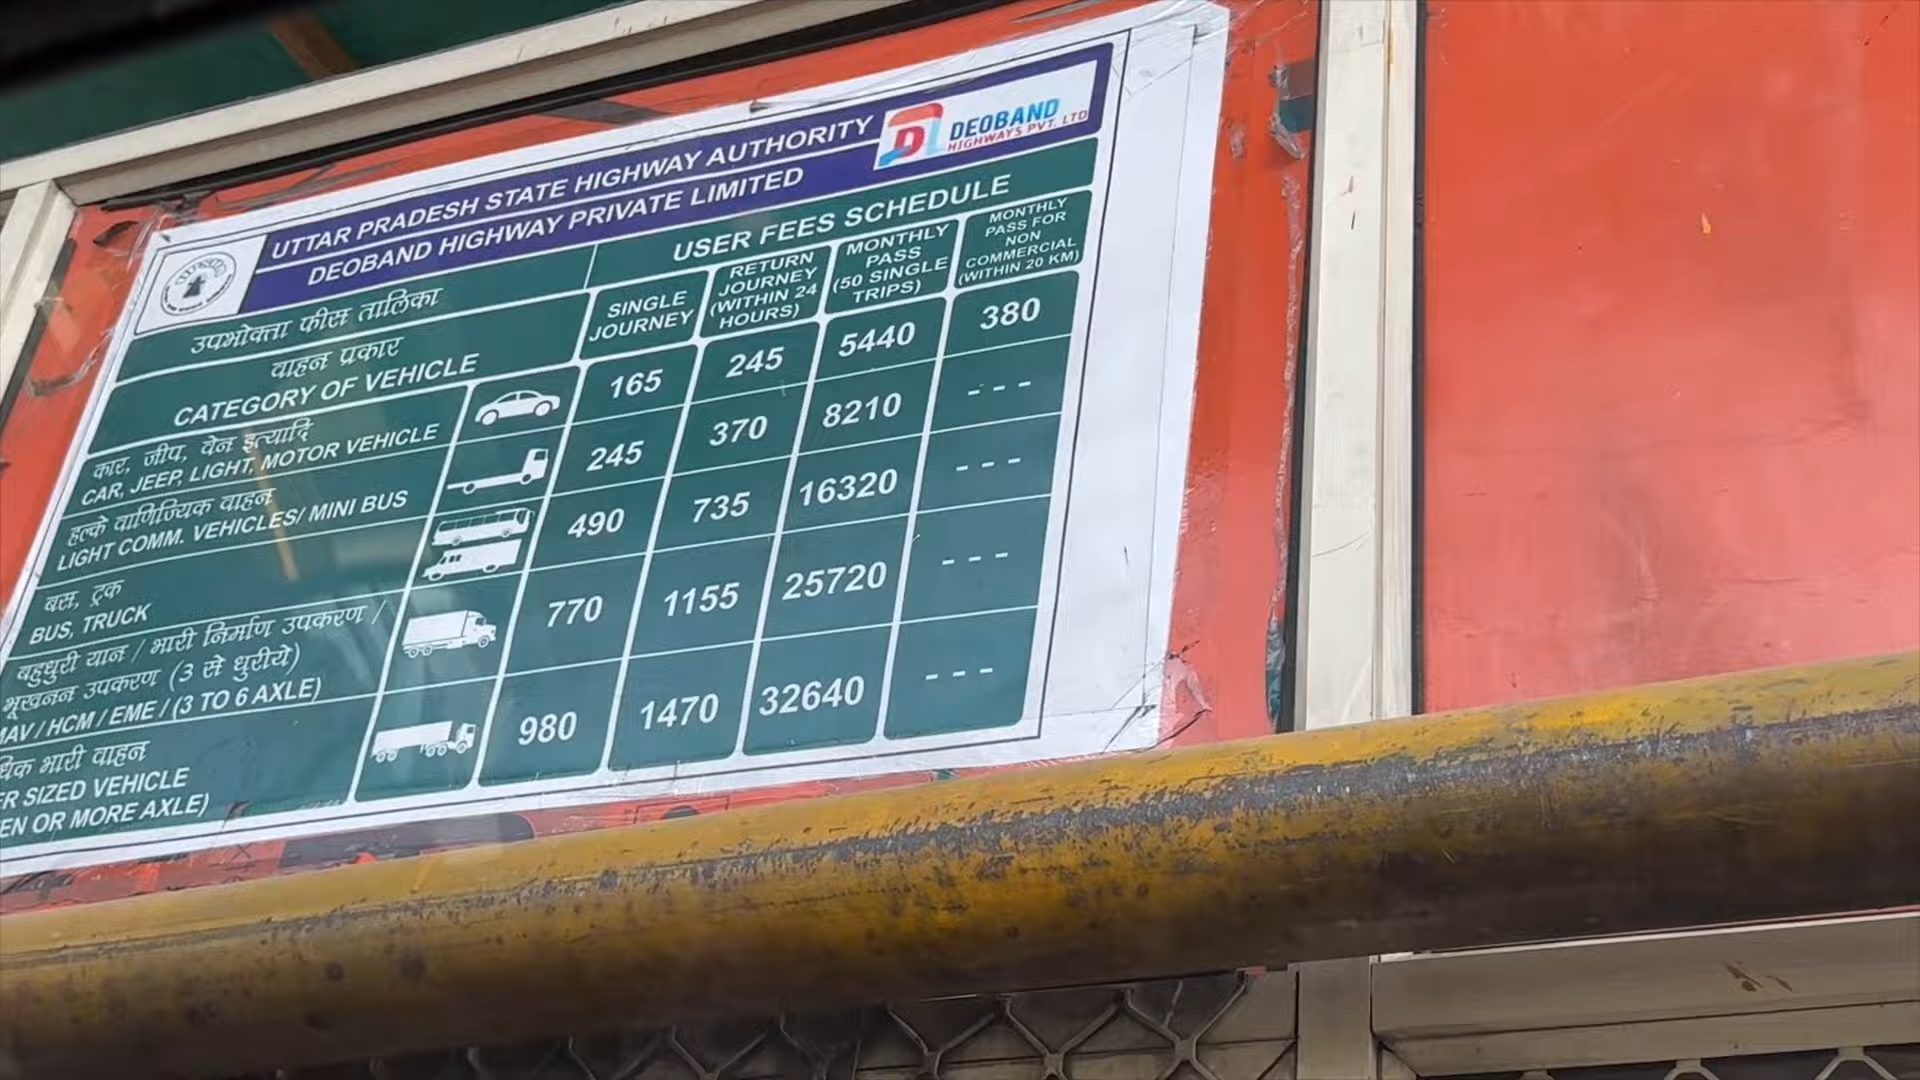 UTTAR PRADESH STATE HIGHWAY AUTHORITY
DEOBAND HIGHWAY PRIVATE LIMITED
DEOBAND
HIGHWAYS PVT. LTD
उपभोक्ता फीस तालिका
USER FEES SCHEDULE
वाहन प्रकार
CATEGORY OF VEHICLE
SINGLE
JOURNEY
RETURN
JOURNEY
(WITHIN 24
HOURS)
MONTHLY
PASS
(50 SINGLE
TRIPS)
MONTHLY
PASS FOR
NON
COMMERCIAL
(WITHIN 20 KM)
कार, जीप, वेन इत्यादि
CAR, JEEP, LIGHT, MOTOR VEHICLE
165 245 5440 380
हल्के वाणिज्यिक वाहन
LIGHT COMM. VEHICLES/ MINI BUS
245 370 8210 ---
बस, ट्रक
BUS, TRUCK
490 735 16320 ---
बहुधुरी यान / भारी निर्माण उपकरण /
भूखनन उपकरण (3 से धुरीये)
MAV / HCM / EME / (3 TO 6 AXLE)
770 1155 25720 ---
धिक भारी वाहन
ER SIZED VEHICLE
EN OR MORE AXLE)
980 1470 32640 ---